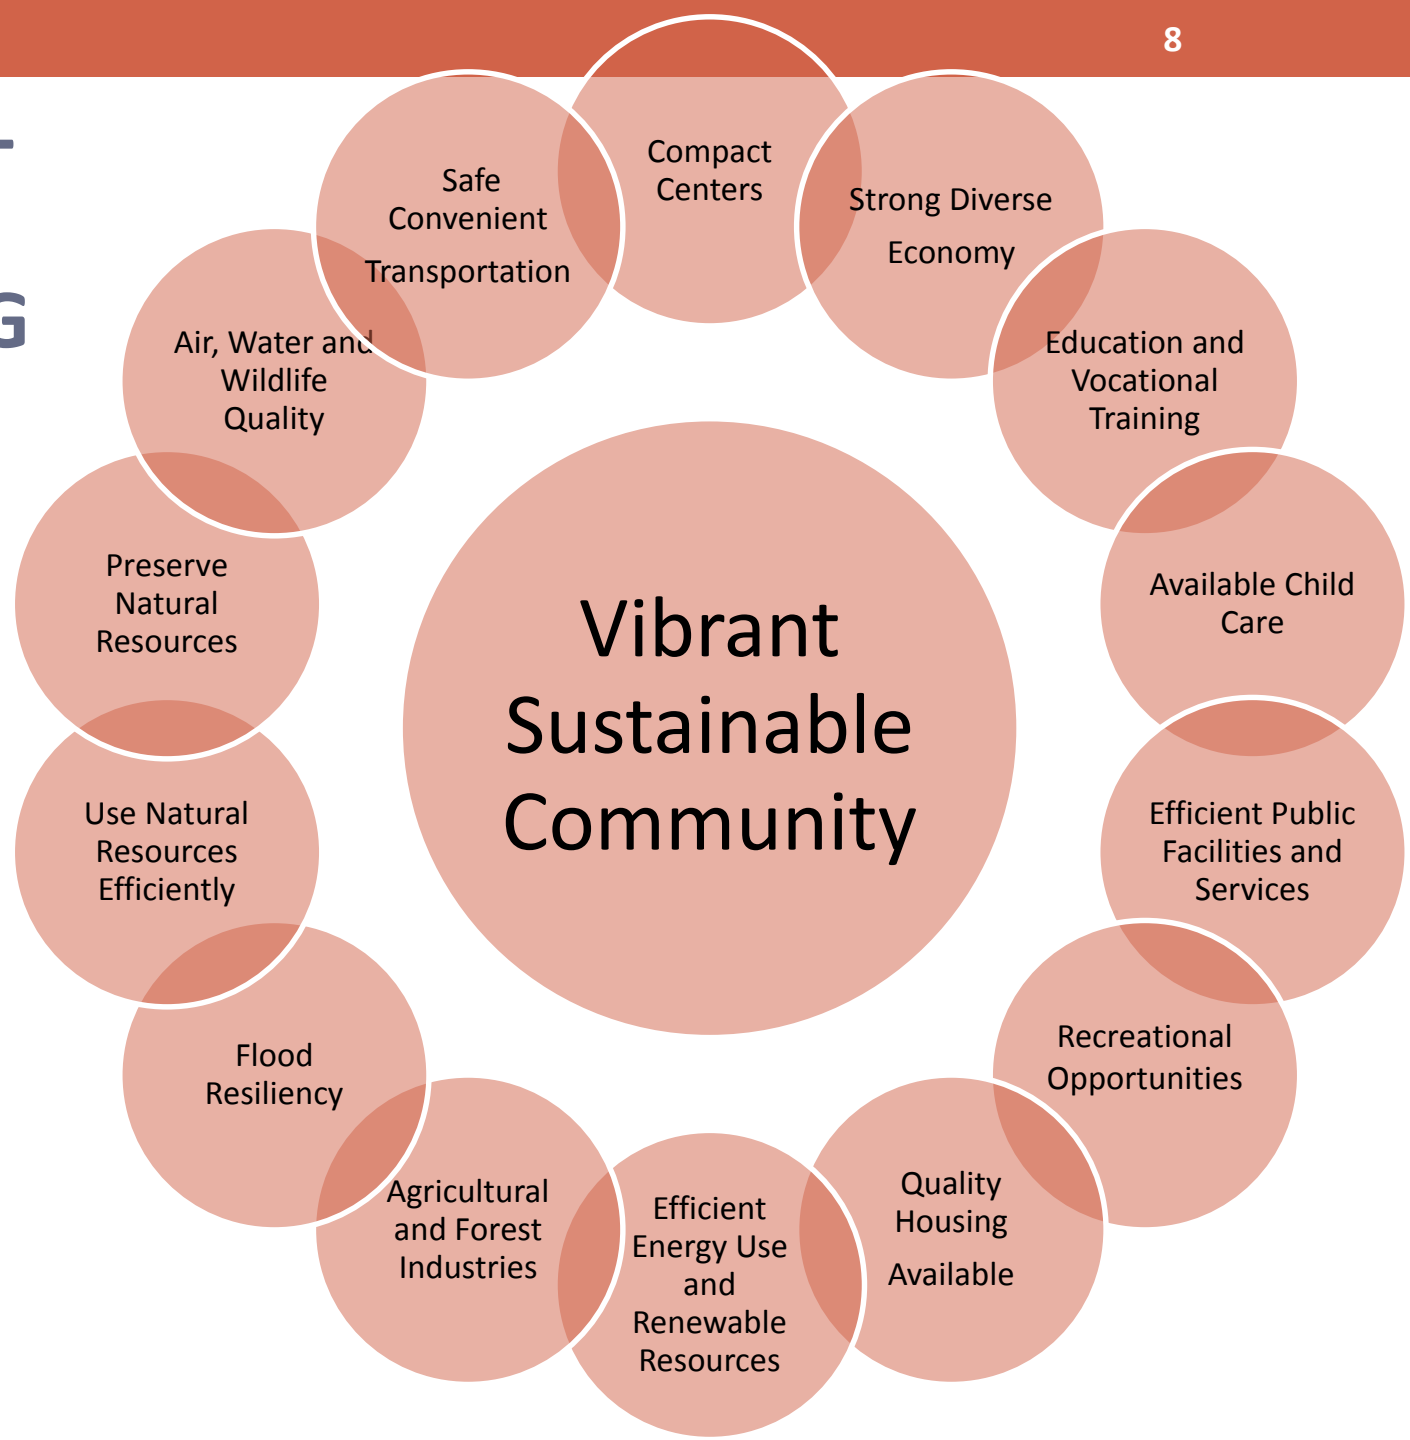 8
G
Compact
Centers
Strong Diverse
Economy
Education and
Vocational
Training
Available Child
Care
Efficient Public
Facilities and
Services
Recreational
Opportunities
Quality
Housing
Available
Efficient
Energy Use
and
Renewable
Resources
Agricultural
and Forest
Industries
Flood
Resiliency
Use Natural
Resources
Efficiently
Preserve
Natural
Resources
Air, Water and
Wildlife
Quality
Safe
Convenient
Transportation
Vibrant
Sustainable
Community